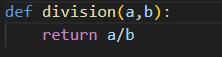 def division(a,b):
    return a/b